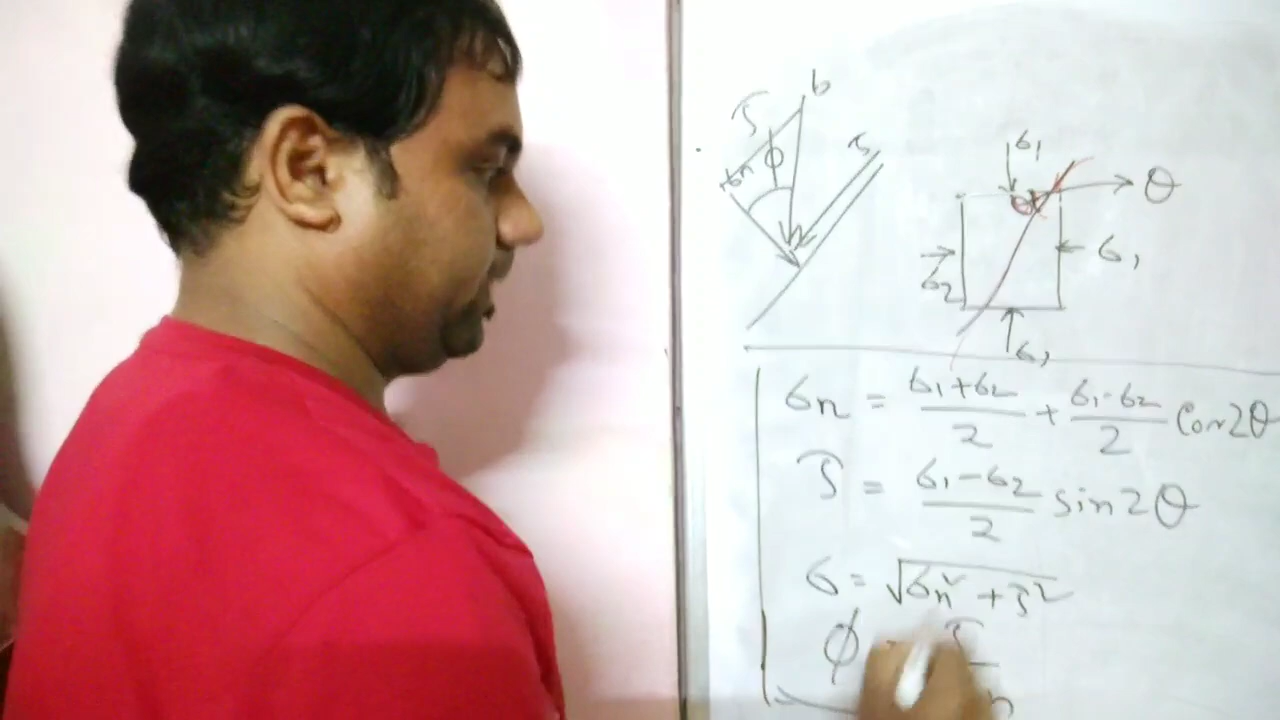 σ
τ
σn
ϕ
τ
σ1
θ
σ1
σ2
σ1
σn = σ1+σ2/2 + σ1-σ2/2 Cos2θ
τ = σ1-σ2/2 sin2θ
σ = √σn² + τ²
ϕ = τ/n